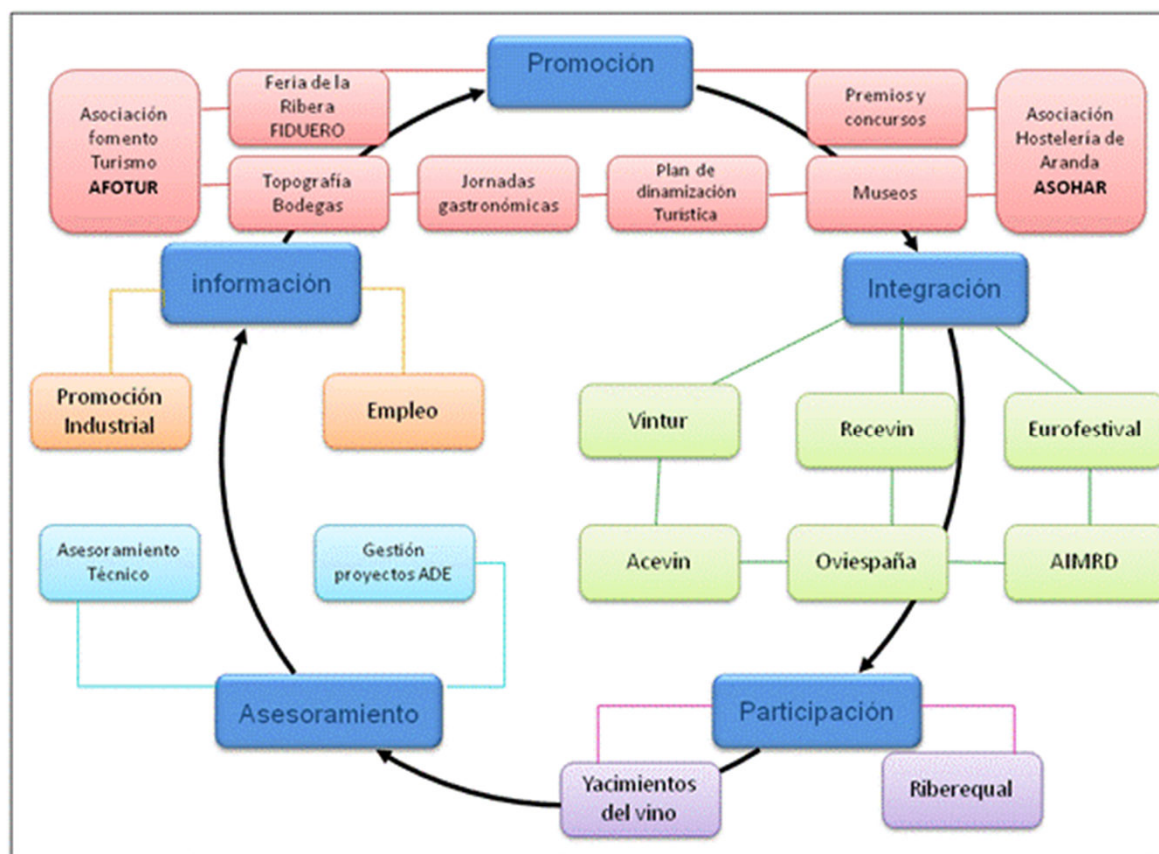 Promoción
Asociación
fomento
Turismo
AFOTUR
Feria de la
Ribera
FIDUERO
Premios y
concursos
Asociación
Hostelería de
Aranda
ASOHAR
Topografía
Bodegas
Jornadas
gastronómicas
Plan de
dinamización
Turística
Museos
información
Integración
Promoción
Industrial
Empleo
Vintur
Recevin
Eurofestival
Asesoramiento
Técnico
Gestión
proyectos ADE
Acevin
Oviespaña
AIMRD
Asesoramiento
Participación
Yacimientos
del vino
Riberequal